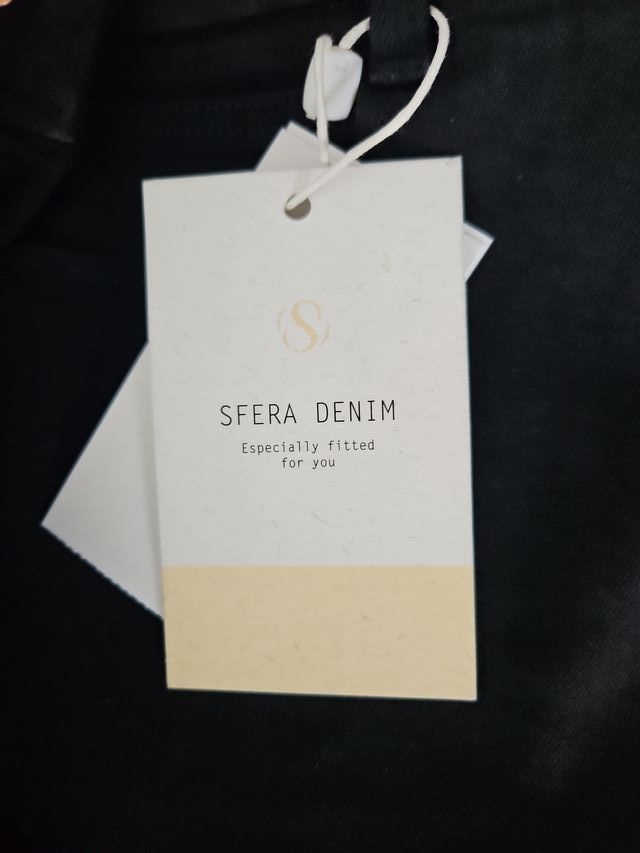 S
SFERA DENIM
Especially fitted
for you